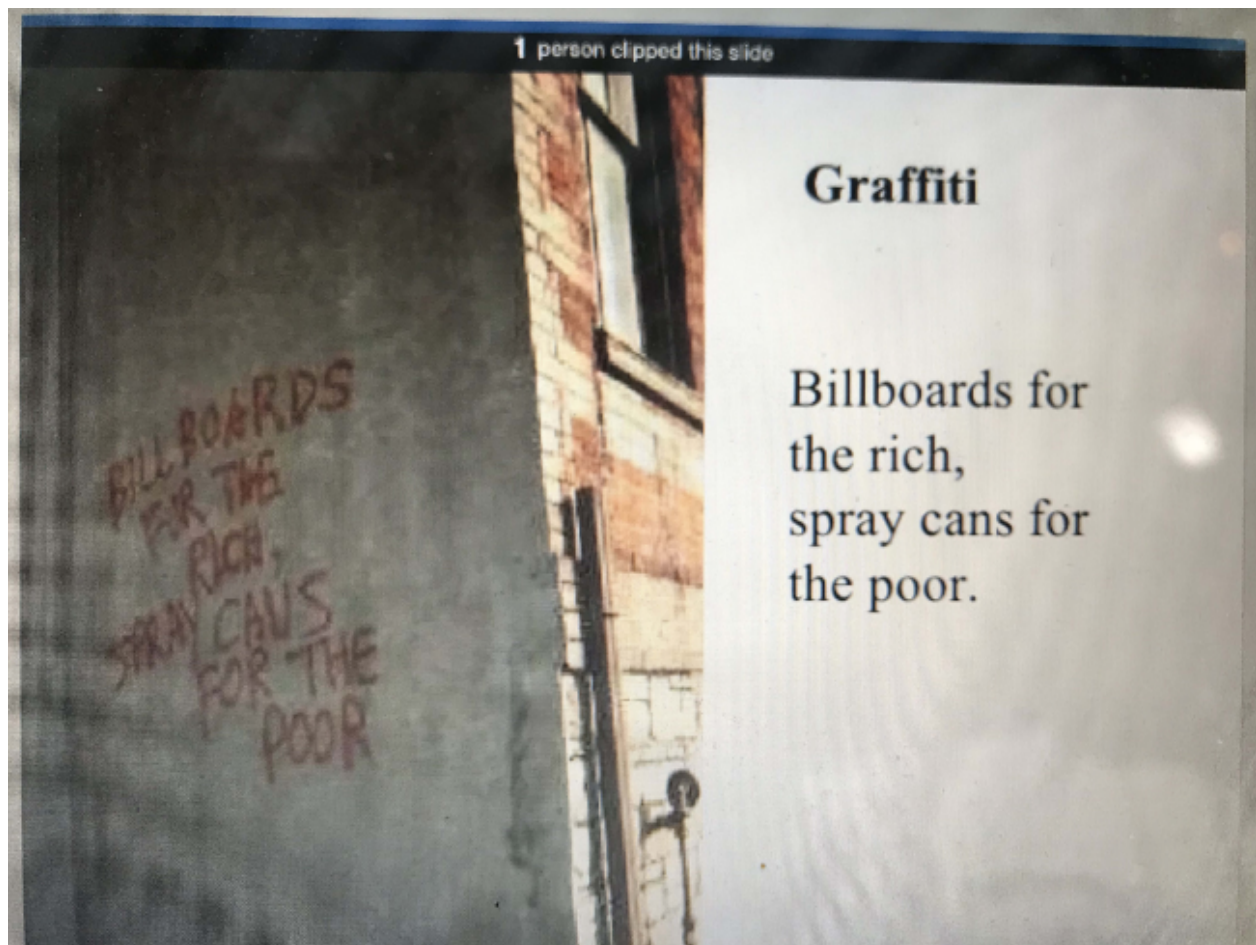 1 person clipped this slide
BILLBOARDS
FOR THE
RICH,
SPRAY CANS
FOR THE
POOR
Graffiti
Billboards for
the rich,
spray cans for
the poor.